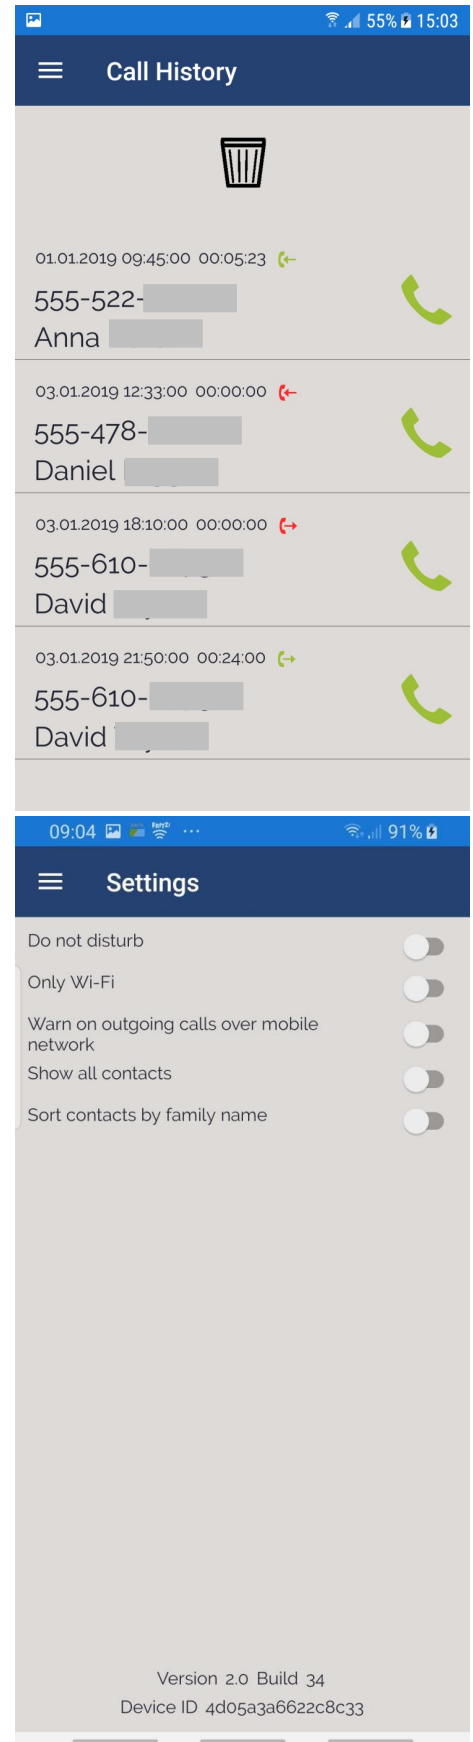 55% 15:03
Call History
01.01.2019 09:45:00 00:05:23
555-522-
Anna
03.01.2019 12:33:00 00:00:00
555-478-
Daniel
03.01.2019 18:10:00 00:00:00
555-610-
David
03.01.2019 21:50:00 00:24:00
555-610-
David
09:04 FRITZ! ... 91%
Settings
Do not disturb
Only Wi-Fi
Warn on outgoing calls over mobile
network
Show all contacts
Sort contacts by family name
Version 2.0 Build 34
Device ID 4d05a3a6622c8c33